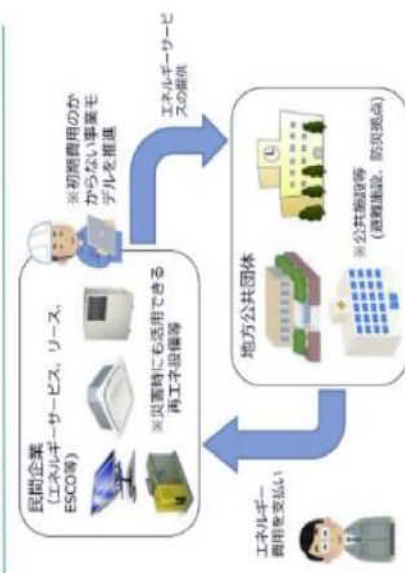 民間企業
(エネルギーサービス、リース、
ESCO等)
※災害時にも活用できる
再エネ設備等
※初期費用のか
からない事業モ
デルを推進
エネルギーサービ
スの提供
エネルギー
費用を支払い
地方公共団体
※公共施設等
(避難施設、防災拠点)